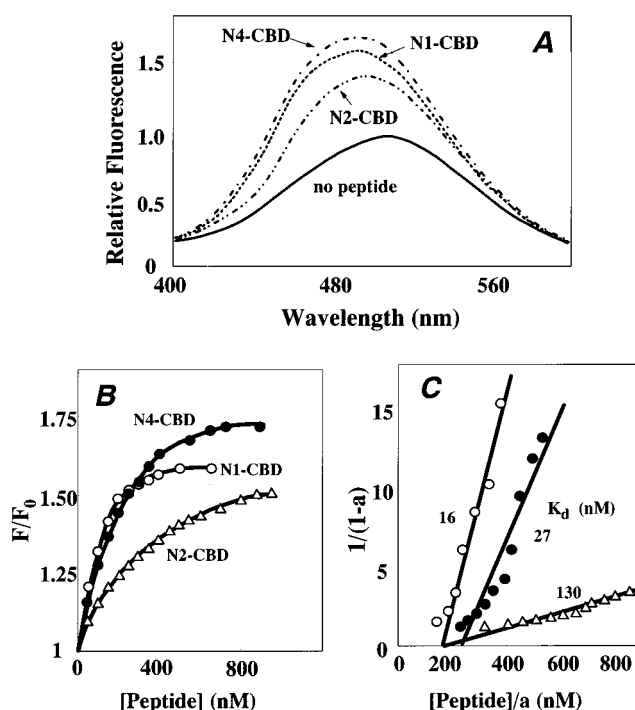 A
N4-CBD
N1-CBD
N2-CBD
no peptide
Relative Fluorescence
1.5
1.0
0.5
0
400 480 560
Wavelength (nm)
B
N4-CBD
N1-CBD
N2-CBD
F/F0
1.75
1.50
1.25
1
0 400 800
[Peptide] (nM)
C
Kd (nM)
16
27
130
1/(1-a)
15
10
5
0
0 200 400 600 800
[Peptide]/a (nM)